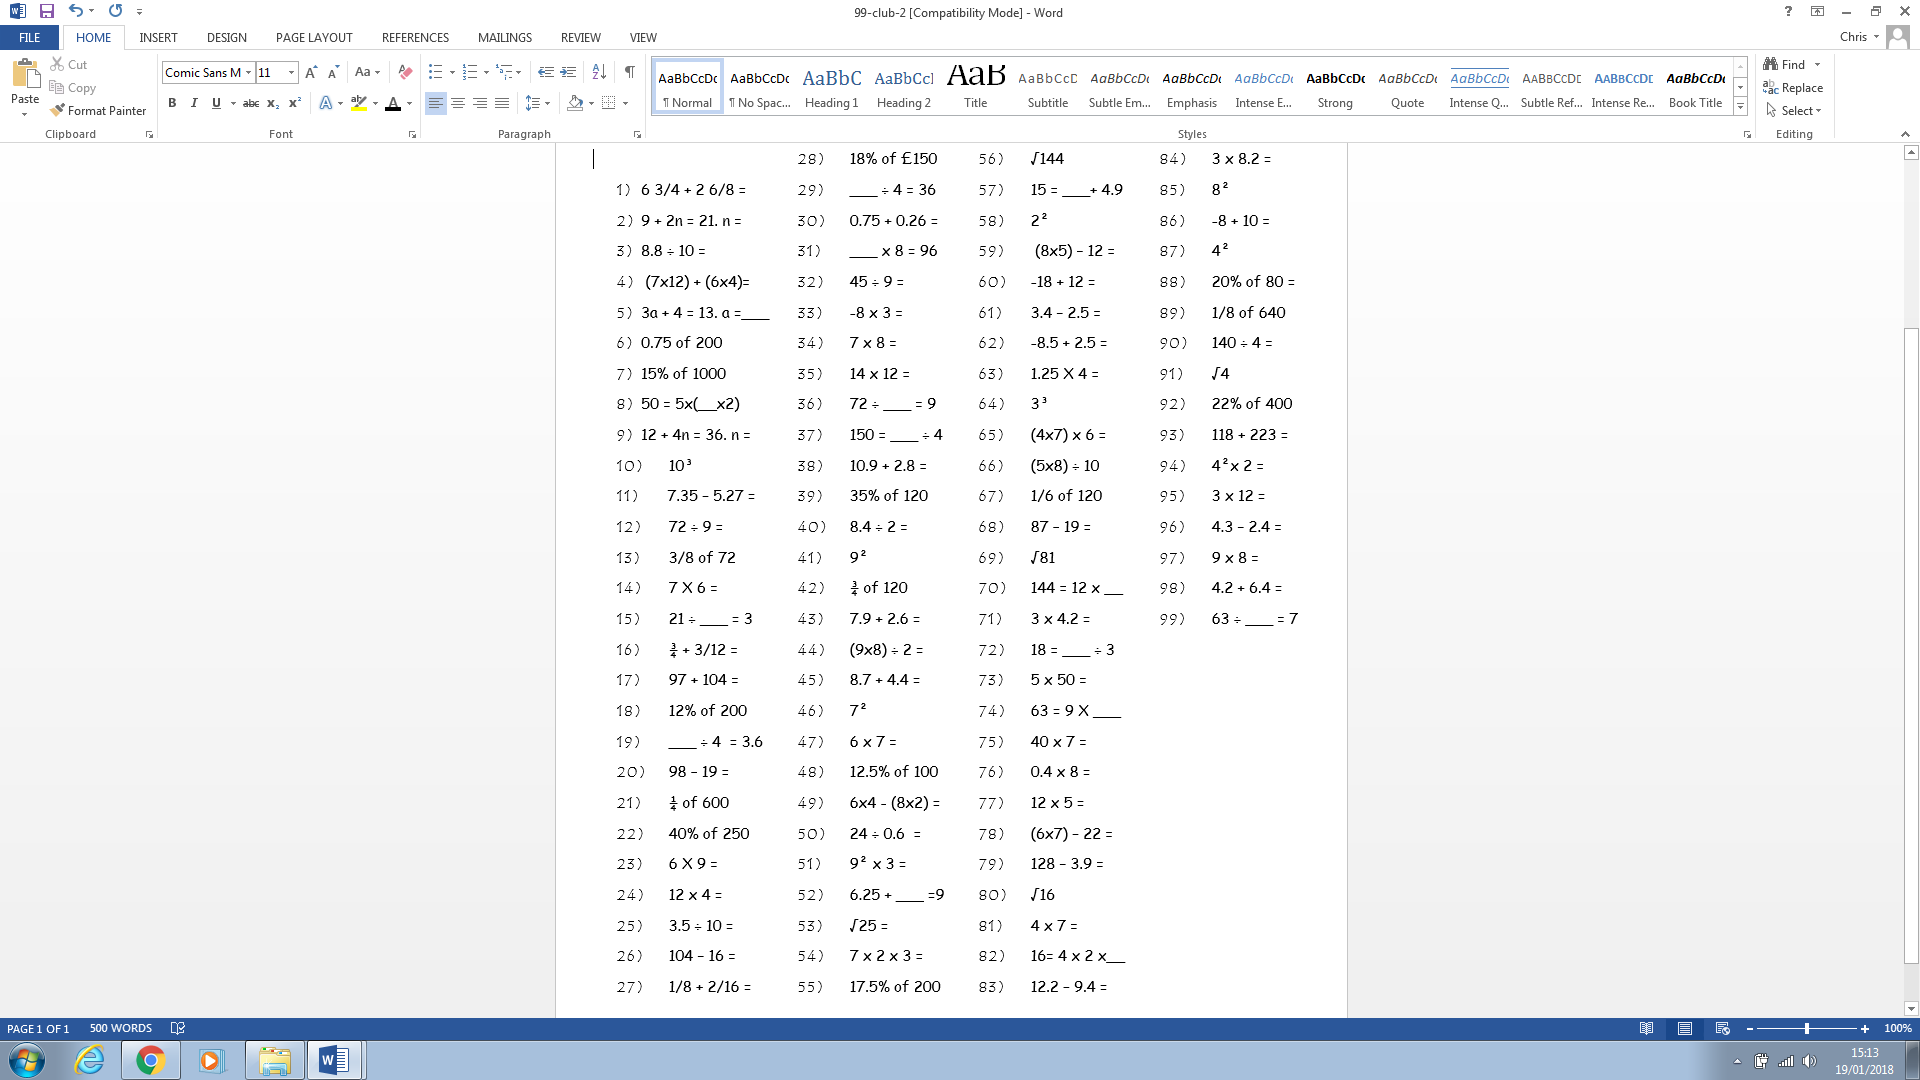 99-club-2 [Compatibility Mode] - Word
FILE HOME INSERT DESIGN PAGE LAYOUT REFERENCES MAILINGS REVIEW VIEW
Chris
Paste
Cut
Copy
Format Painter
Clipboard
Comic Sans M 11
Font
Paragraph
AaBbCcDc AaBbCcDc AaBbC AaBbCcI AaB AaBbCcD AaBbCcDc AaBbCcDc AaBbCcDc AaBbCcDc AaBbCcDc AaBbCcDc AABBCCDE AABBCCDE AaBbCcDc
¶ Normal ¶ No Spac... Heading 1 Heading 2 Title Subtitle Subtle Em... Emphasis Intense E... Strong Quote Intense Q... Subtle Ref... Intense Re... Book Title
Styles
Find
Replace
Select
Editing
1) 6 3/4 + 2 6/8 =
2) 9 + 2n = 21. n =
3) 8.8 ÷ 10 =
4) (7x12) + (6x4)=
5) 3a + 4 = 13. a =____
6) 0.75 of 200
7) 15% of 1000
8) 50 = 5x(___x2)
9) 12 + 4n = 36. n =
10) 10³
11) 7.35 – 5.27 =
12) 72 ÷ 9 =
13) 3/8 of 72
14) 7 X 6 =
15) 21 ÷ ____ = 3
16) ¾ + 3/12 =
17) 97 + 104 =
18) 12% of 200
19) ____ ÷ 4 = 3.6
20) 98 – 19 =
21) ¼ of 600
22) 40% of 250
23) 6 X 9 =
24) 12 x 4 =
25) 3.5 ÷ 10 =
26) 104 – 16 =
27) 1/8 + 2/16 =
28) 18% of £150
29) ____ ÷ 4 = 36
30) 0.75 + 0.26 =
31) ____ x 8 = 96
32) 45 ÷ 9 =
33) -8 x 3 =
34) 7 x 8 =
35) 14 x 12 =
36) 72 ÷ ____ = 9
37) 150 = ____ ÷ 4
38) 10.9 + 2.8 =
39) 35% of 120
40) 8.4 ÷ 2 =
41) 9²
42) ¾ of 120
43) 7.9 + 2.6 =
44) (9x8) ÷ 2 =
45) 8.7 + 4.4 =
46) 7²
47) 6 x 7 =
48) 12.5% of 100
49) 6x4 – (8x2) =
50) 24 ÷ 0.6 =
51) 9² x 3 =
52) 6.25 + ____ =9
53) √25 =
54) 7 x 2 x 3 =
55) 17.5% of 200
56) √144
57) 15 = ____+ 4.9
58) 2²
59) (8x5) – 12 =
60) -18 + 12 =
61) 3.4 – 2.5 =
62) -8.5 + 2.5 =
63) 1.25 X 4 =
64) 3³
65) (4x7) x 6 =
66) (5x8) ÷ 10
67) 1/6 of 120
68) 87 – 19 =
69) √81
70) 144 = 12 x ___
71) 3 x 4.2 =
72) 18 = ____ ÷ 3
73) 5 x 50 =
74) 63 = 9 X ____
75) 40 x 7 =
76) 0.4 x 8 =
77) 12 x 5 =
78) (6x7) – 22 =
79) 128 – 3.9 =
80) √16
81) 4 x 7 =
82) 16= 4 x 2 x___
83) 12.2 – 9.4 =
84) 3 x 8.2 =
85) 8²
86) -8 + 10 =
87) 4²
88) 20% of 80 =
89) 1/8 of 640
90) 140 ÷ 4 =
91) √4
92) 22% of 400
93) 118 + 223 =
94) 4² x 2 =
95) 3 x 12 =
96) 4.3 – 2.4 =
97) 9 x 8 =
98) 4.2 + 6.4 =
99) 63 ÷ ____ = 7
PAGE 1 OF 1 500 WORDS
100%
15:13
19/01/2018